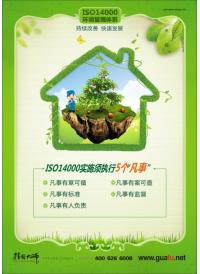 ISO14000
环境管理体系
持续改善 快速发展
ISO14000实施须执行5个“凡事”
凡事有章可循
凡事有案可查
凡事有标准
凡事有监督
凡事有人负责
400 626 6008
www.guatu.net